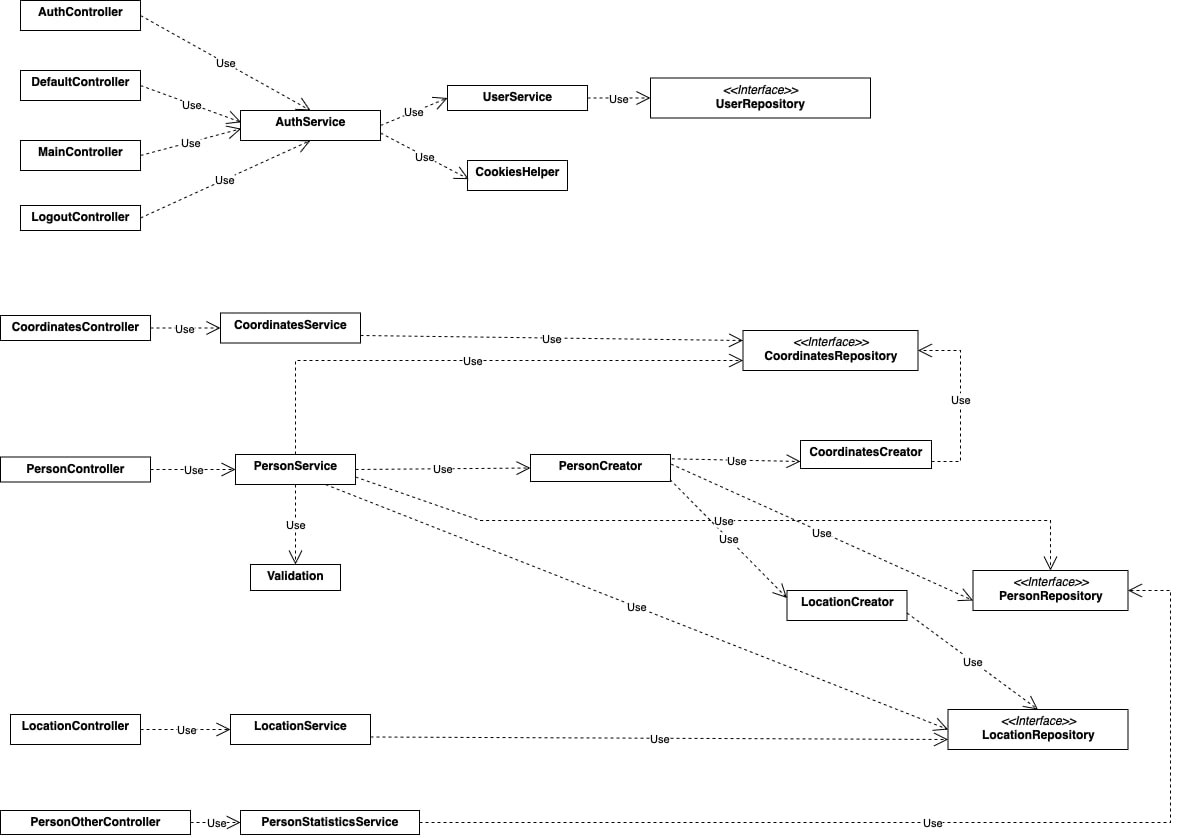 AuthController
Use
DefaultController
Use
UserService
Use
<<Interface>>
UserRepository
Use
AuthService
MainController
Use
Use
CookiesHelper
Use
LogoutController
CoordinatesController
Use
CoordinatesService
Use
<<Interface>>
CoordinatesRepository
Use
Use
PersonController
Use
PersonService
Use
PersonCreator
Use
CoordinatesCreator
Use
Use
Use
Use
Validation
<<Interface>>
PersonRepository
Use
LocationCreator
Use
LocationController
Use
LocationService
Use
<<Interface>>
LocationRepository
PersonOtherController
Use
PersonStatisticsService
Use